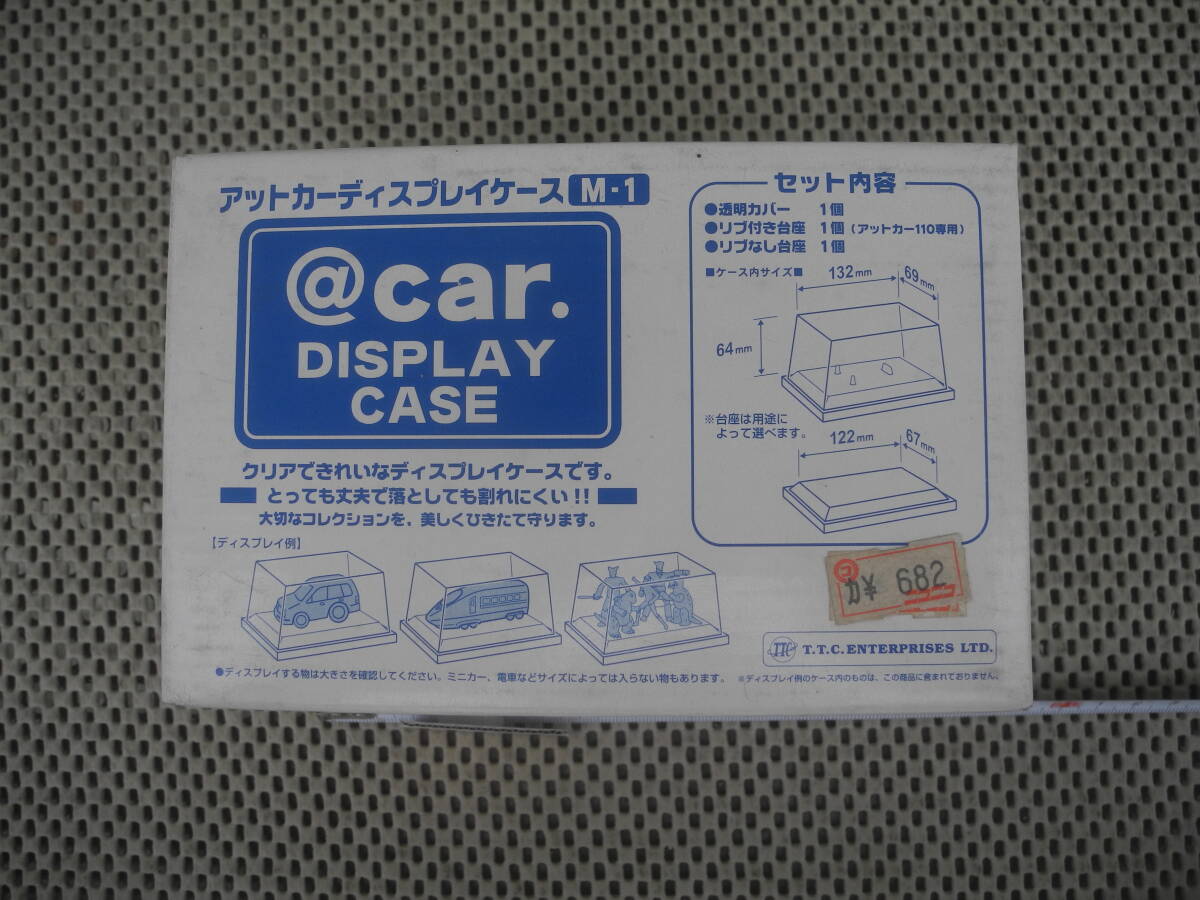 アットカーディスプレイケース M-1
@car.
DISPLAY
CASE
クリアできれいなディスプレイケースです。
とっても丈夫で落としても割れにくい!!
大切なコレクションを、美しくひきたて守ります。
【ディスプレイ例】
●ディスプレイする物は大きさを確認してください。ミニカー、電車などサイズによっては入らない物もあります。
※ディスプレイ例のケース内のものは、この商品に含まれておりません。
セット内容
●透明カバー 1個
●リブ付き台座 1個(アットカー110専用)
●リブなし台座 1個
■ケース内サイズ■
132mm
69mm
64mm
※台座は用途に
よって選べます。
122mm
67mm
コ
カ¥ 682
TTC T.T.C.ENTERPRISES LTD.